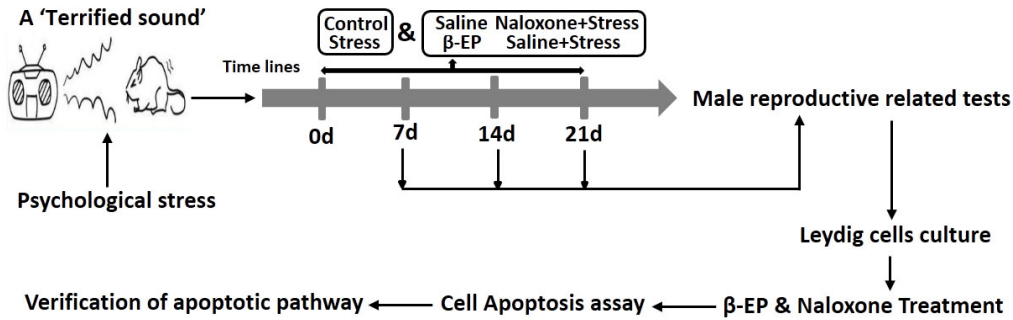 A 'Terrified sound'
Control
Stress
&
Saline Naloxone+Stress
β-EP Saline+Stress
Time lines
0d
7d
14d
21d
Male reproductive related tests
Psychological stress
Leydig cells culture
β-EP & Naloxone Treatment
Cell Apoptosis assay
Verification of apoptotic pathway